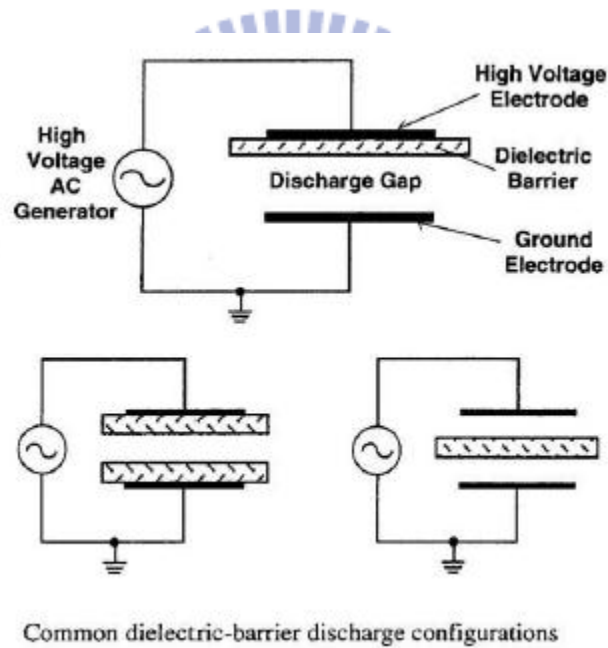 High Voltage
Electrode
High
Voltage
AC
Generator
Discharge Gap
Dielectric
Barrier
Ground
Electrode
Common dielectric-barrier discharge configurations